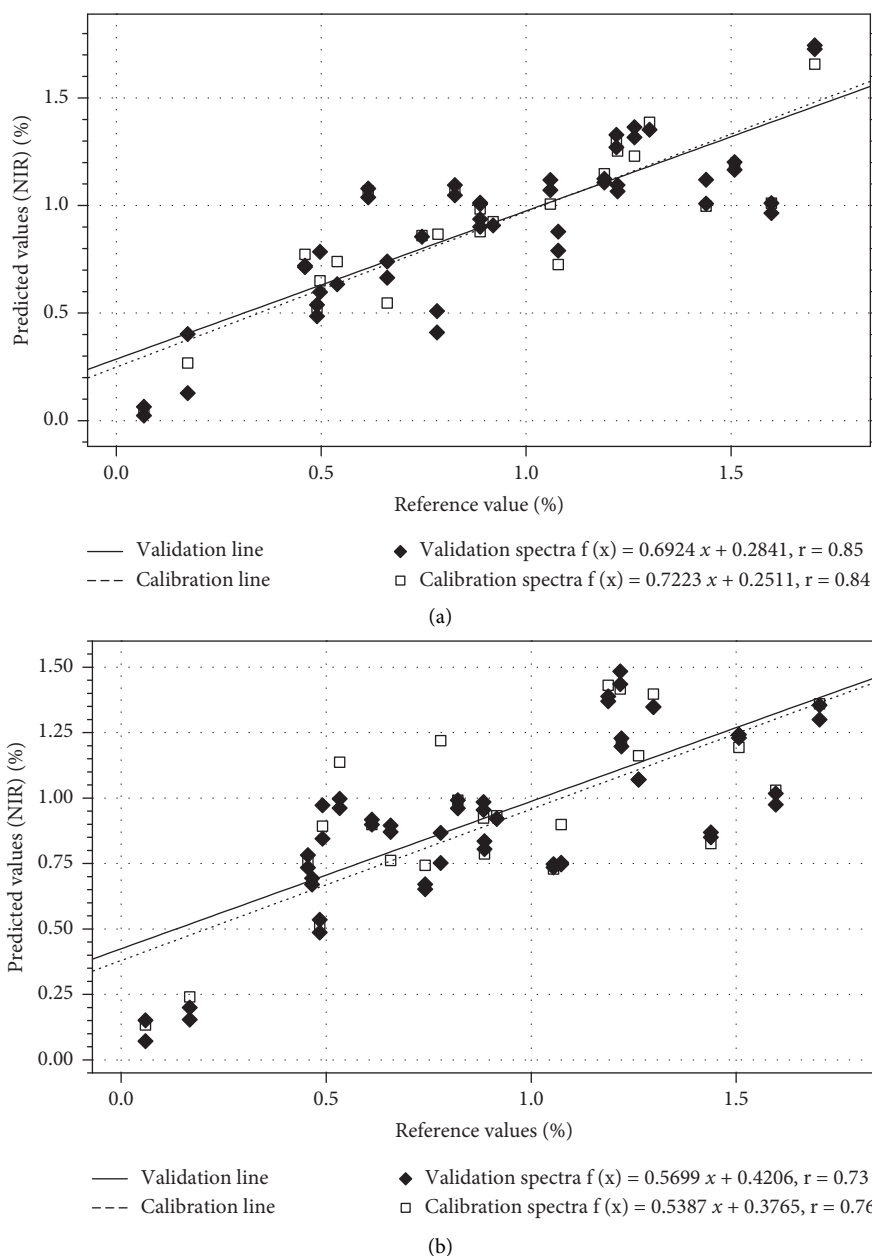 1.5
1.0
0.5
0.0
Predicted values (NIR) (%)
0.0 0.5 1.0 1.5
Reference value (%)
Validation line
Calibration line
Validation spectra f (x) = 0.6924 x + 0.2841, r = 0.85
Calibration spectra f (x) = 0.7223 x + 0.2511, r = 0.84
(a)
1.50
1.25
1.00
0.75
0.50
0.25
0.00
Predicted values (NIR) (%)
0.0 0.5 1.0 1.5
Reference values (%)
Validation line
Calibration line
Validation spectra f (x) = 0.5699 x + 0.4206, r = 0.73
Calibration spectra f (x) = 0.5387 x + 0.3765, r = 0.76
(b)